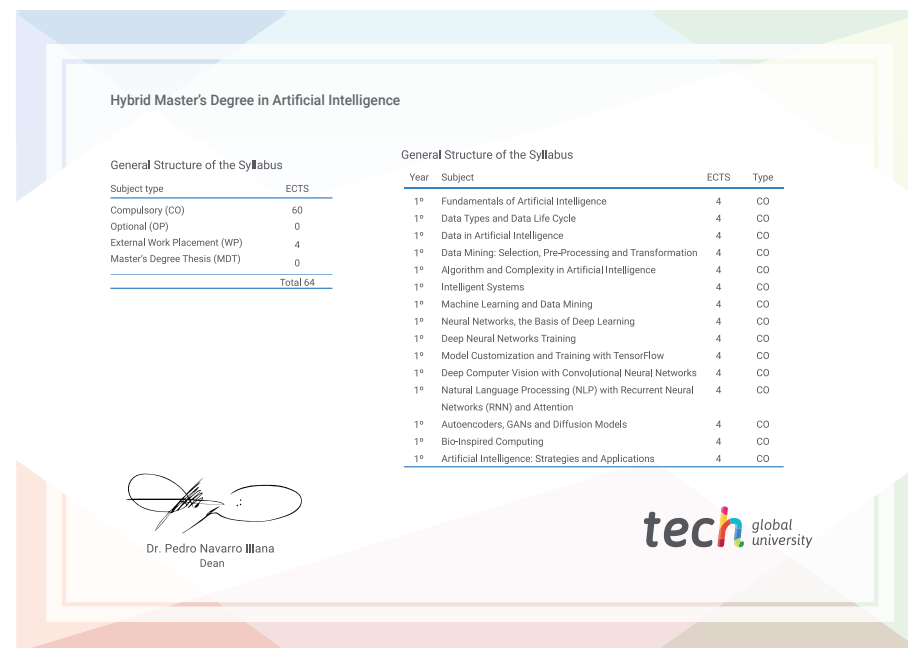 Hybrid Master's Degree in Artificial Intelligence
General Structure of the Syllabus
Subject type ECTS
Compulsory (CO) 60
Optional (OP) 0
External Work Placement (WP) 4
Master's Degree Thesis (MDT) 0
Total 64
General Structure of the Syllabus
Year Subject ECTS Type
1º Fundamentals of Artificial Intelligence 4 CO
1º Data Types and Data Life Cycle 4 CO
1º Data in Artificial Intelligence 4 CO
1º Data Mining: Selection, Pre-Processing and Transformation 4 CO
1º Algorithm and Complexity in Artificial Intelligence 4 CO
1º Intelligent Systems 4 CO
1º Machine Learning and Data Mining 4 CO
1º Neural Networks, the Basis of Deep Learning 4 CO
1º Deep Neural Networks Training 4 CO
1º Model Customization and Training with TensorFlow 4 CO
1º Deep Computer Vision with Convolutional Neural Networks 4 CO
1º Natural Language Processing (NLP) with Recurrent Neural 4 CO
Networks (RNN) and Attention
1º Autoencoders, GANs and Diffusion Models 4 CO
1º Bio-Inspired Computing 4 CO
1º Artificial Intelligence: Strategies and Applications 4 CO
Dr. Pedro Navarro Illana
Dean
tech global
university